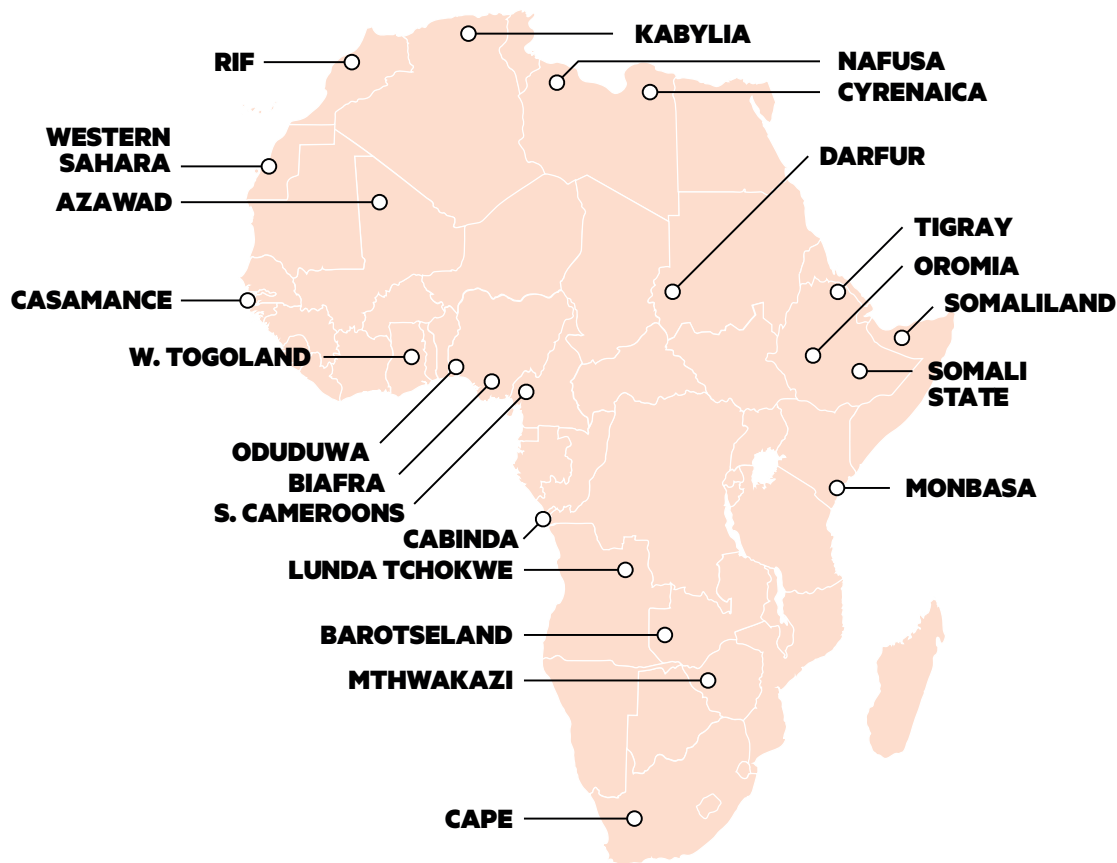 KABYLIA
RIF
NAFUSA
CYRENAICA
WESTERN
SAHARA
DARFUR
AZAWAD
TIGRAY
OROMIA
CASAMANCE
SOMALILAND
W. TOGOLAND
SOMALI
STATE
ODUDUWA
BIAFRA
MONBASA
S. CAMEROONS
CABINDA
LUNDA TCHOKWE
BAROTSELAND
MTHWAKAZI
CAPE